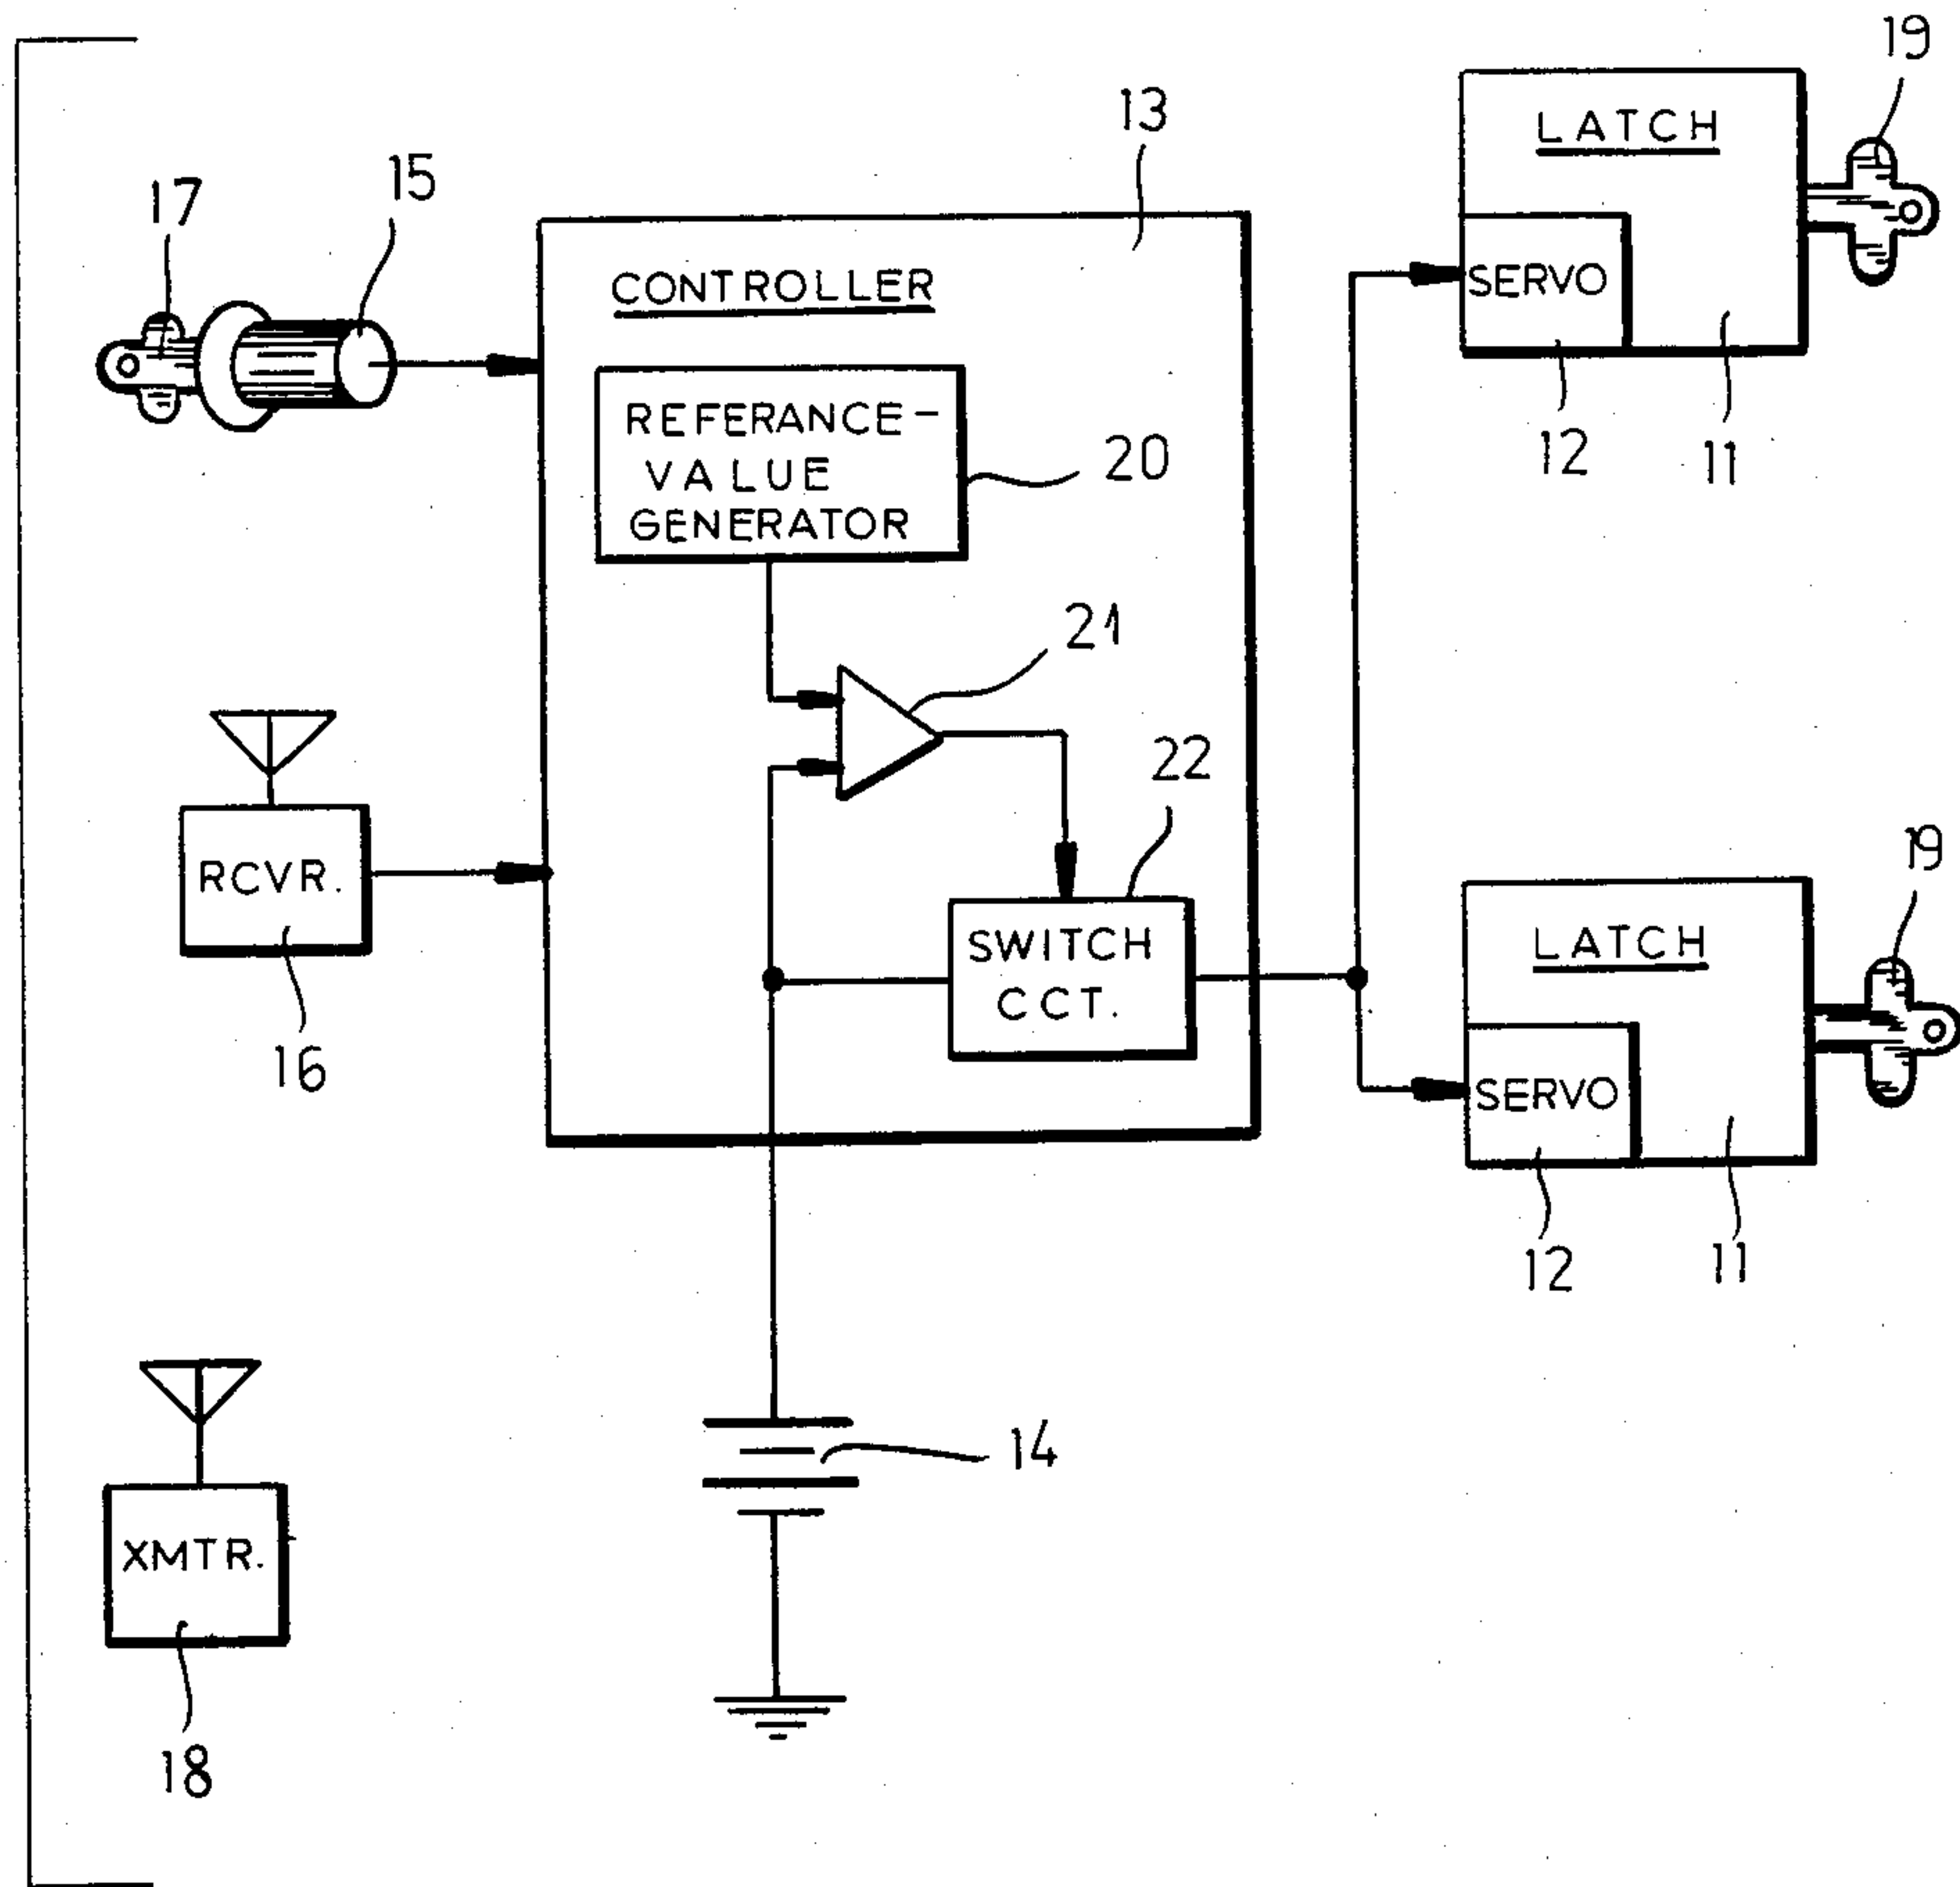 19
13
LATCH
15
17
CONTROLLER
SERVO
REFERANCE-
VALUE
GENERATOR
20
12
11
21
22
19
RCVR.
SWITCH
CCT.
LATCH
16
SERVO
12
11
14
XMTR.
18